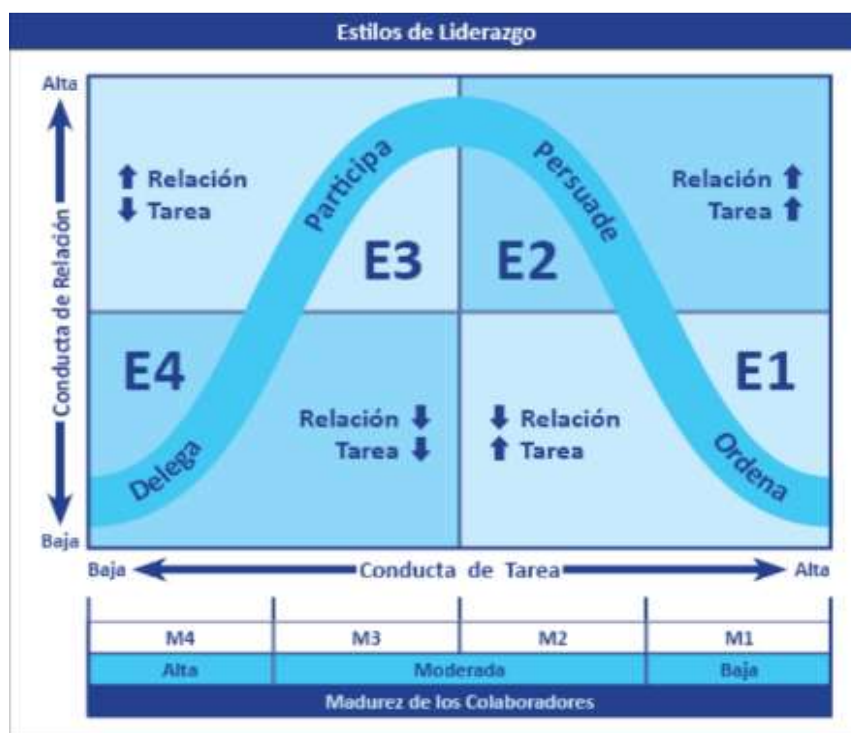 Estilos de Liderazgo
Alta
Conducta de Relación
Baja
↑ Relación
↓ Tarea
Participa
E3
Persuade
E2
Relación ↑
Tarea ↑
E4
Delega
Relación ↓
Tarea ↓
↓ Relación
↑ Tarea
E1
Ordena
Baja Conducta de Tarea Alta
M4 M3 M2 M1
Alta Moderada Baja
Madurez de los Colaboradores